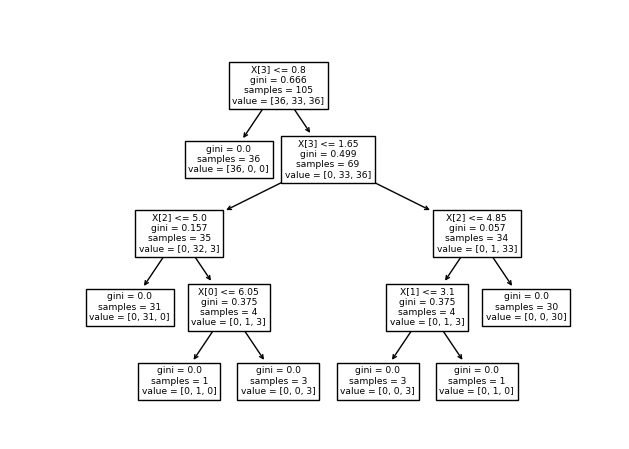 X[3] <= 0.8
gini = 0.666
samples = 105
value = [36, 33, 36]
gini = 0.0
samples = 36
value = [36, 0, 0]
X[3] <= 1.65
gini = 0.499
samples = 69
value = [0, 33, 36]
X[2] <= 5.0
gini = 0.157
samples = 35
value = [0, 32, 3]
X[2] <= 4.85
gini = 0.057
samples = 34
value = [0, 1, 33]
gini = 0.0
samples = 31
value = [0, 31, 0]
X[0] <= 6.05
gini = 0.375
samples = 4
value = [0, 1, 3]
X[1] <= 3.1
gini = 0.375
samples = 4
value = [0, 1, 3]
gini = 0.0
samples = 30
value = [0, 0, 30]
gini = 0.0
samples = 1
value = [0, 1, 0]
gini = 0.0
samples = 3
value = [0, 0, 3]
gini = 0.0
samples = 3
value = [0, 0, 3]
gini = 0.0
samples = 1
value = [0, 1, 0]